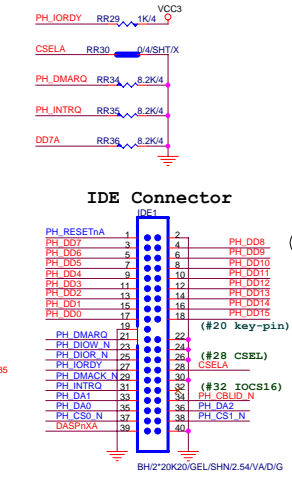 VCC3
PH_IORDY RR29 1K/4
CSELA RR30 0/4/SHT/X
PH_DMARQ RR34 8.2K/4
PH_INTRQ RR35 8.2K/4
DD7A RR36 8.2K/4
IDE Connector
IDE1
PH_RESETnA 1 2
PH_DD7 3 4 PH_DD8
PH_DD6 5 6 PH_DD9
PH_DD5 7 8 PH_DD10
PH_DD4 9 10 PH_DD11
PH_DD3 11 12 PH_DD12
PH_DD2 13 14 PH_DD13
PH_DD1 15 16 PH_DD14
PH_DD0 17 18 PH_DD15
19 (#20 key-pin)
PH_DMARQ 21 22
PH_DIOW_N 23 24
PH_DIOR_N 25 26 (#28 CSEL)
PH_IORDY 27 28 CSELA
PH_DMACK_N 29 30
PH_INTRQ 31 32 (#32 IOCS16)
PH_DA1 33 34 PH_CBLID_N
PH_DA0 35 36 PH_DA2
PH_CS0_N 37 38 PH_CS1_N
DASPnXA 39 40
BH/2*20K20/GEL/SHN/2.54/VA/D/G